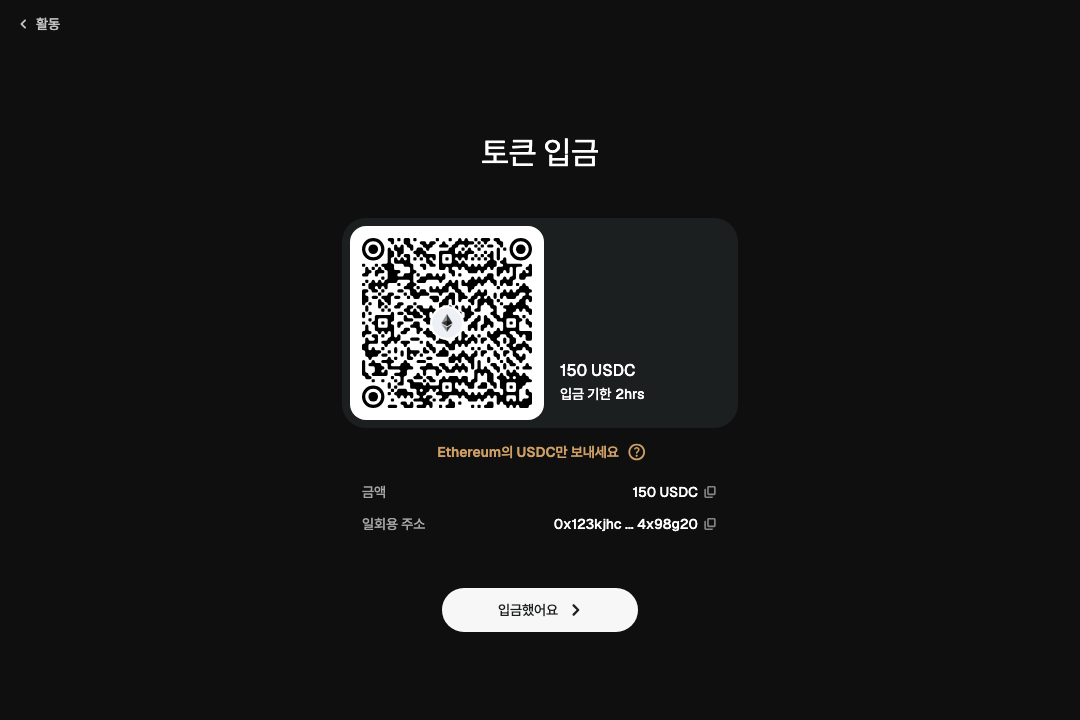 활동
토큰 입금
150 USDC
입금 기한 2hrs
Ethereum의 USDC만 보내세요
금액
150 USDC
일회용 주소
0x123kjhc ... 4x98g20
입금했어요